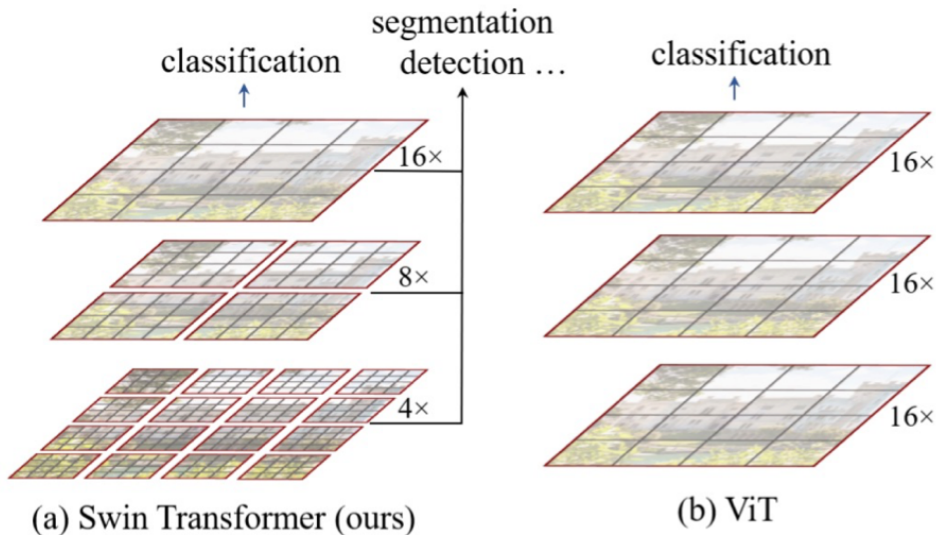 segmentation
classification
detection ...
classification
16×
8×
4×
16×
16×
16×
(a) Swin Transformer (ours)
(b) ViT